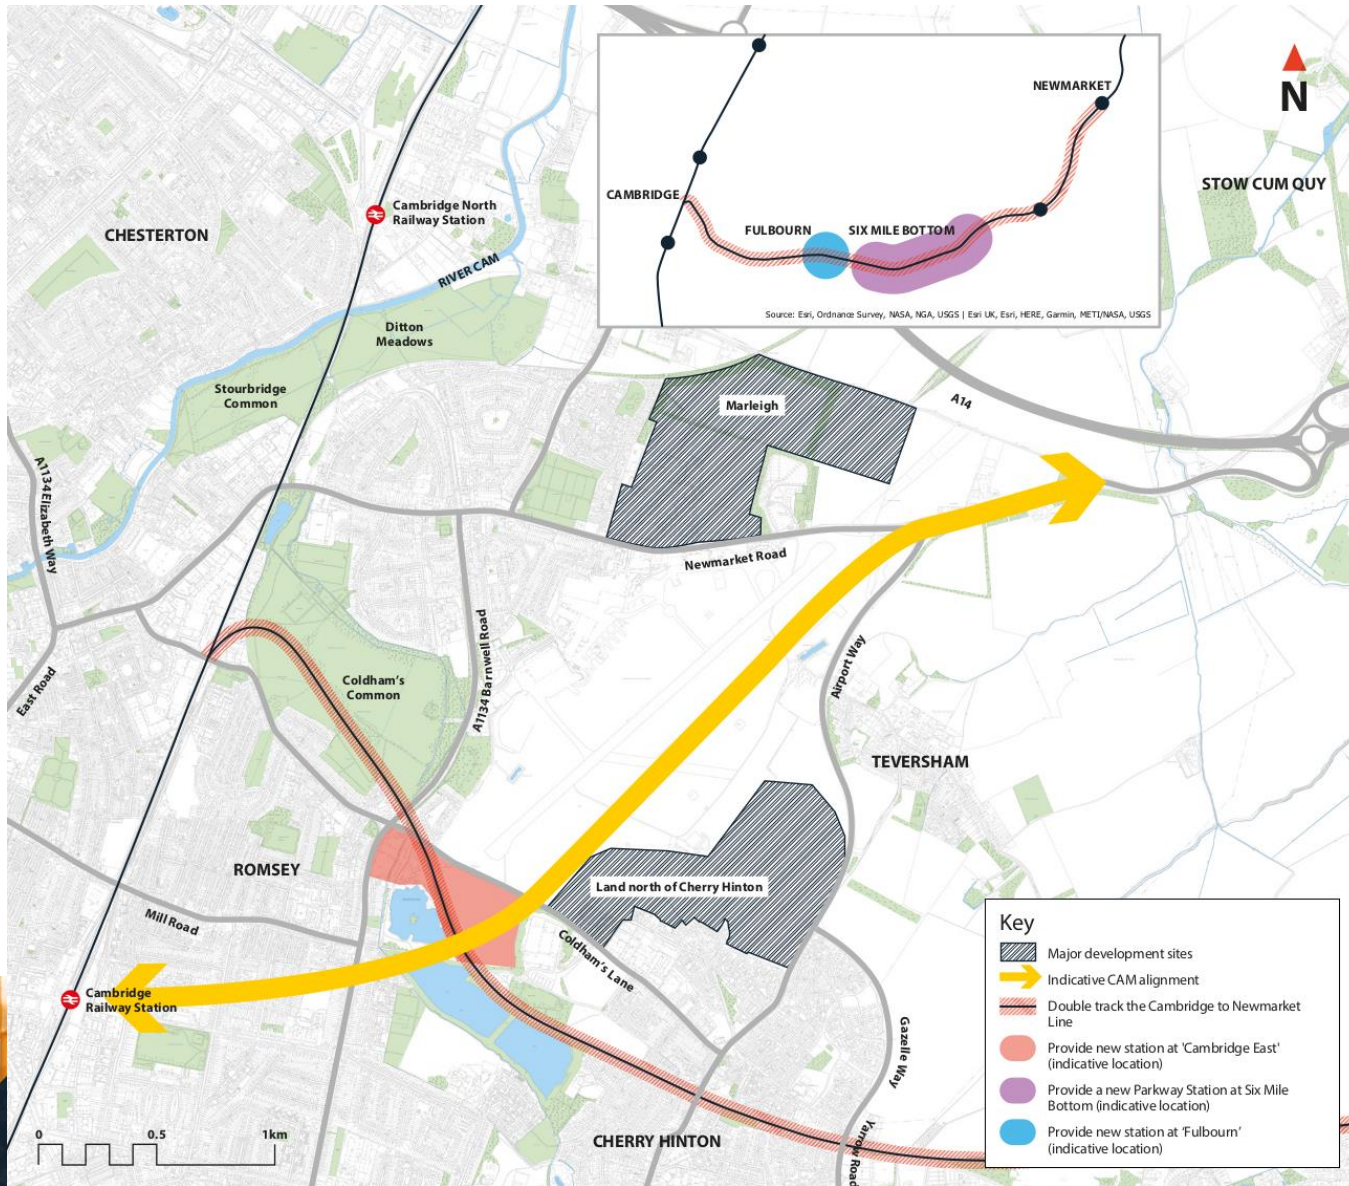 NEWMARKET
CAMBRIDGE
FULBOURN
SIX MILE BOTTOM
Source: Esri, Ordnance Survey, NASA, NGA, USGS | Esri UK, Esri, HERE, Garmin, METI/NASA, USGS
N
STOW CUM QUY
Cambridge North
Railway Station
CHESTERTON
RIVER CAM
Ditton
Meadows
Stourbridge
Common
Marleigh
A14
A1134 Elizabeth Way
Newmarket Road
East Road
Coldham's
Common
A1134 Barnwell Road
Airport Way
TEVERSHAM
ROMSEY
Land north of Cherry Hinton
Mill Road
Coldham's Lane
Cambridge
Railway Station
Gazelle Way
Yarrow Road
CHERRY HINTON
0 0.5 1km
Key
Major development sites
Indicative CAM alignment
Double track the Cambridge to Newmarket
Line
Provide new station at 'Cambridge East'
(indicative location)
Provide a new Parkway Station at Six Mile
Bottom (indicative location)
Provide new station at ‘Fulbourn’
(indicative location)